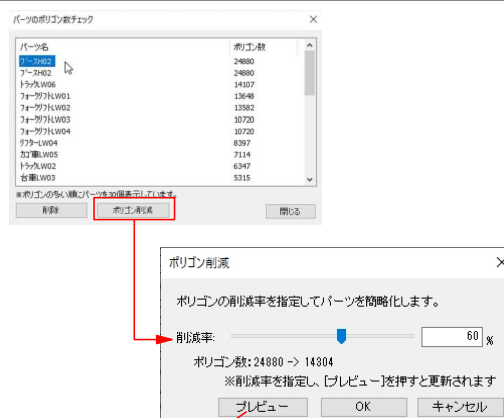 パーツのポリゴン数チェック
パーツ名 ポリゴン数
ブースH02 24880
ブースH02 24880
トラックLW06 14107
フォークリフトLW01 13648
フォークリフトLW02 13582
フォークリフトLW03 10720
フォークリフトLW04 10720
リフターLW04 8397
カゴ車LW05 7114
トラックLW02 6347
台車LW03 5315
※ポリゴンの多い順にパーツを30個表示しています。
削除 ポリゴン削減 閉じる
ポリゴン削減
ポリゴンの削減率を指定してパーツを簡略化します。
削減率: 60 %
ポリゴン数:24880 -> 14304
※削減率を指定し、[プレビュー]を押すと更新されます
プレビュー OK キャンセル